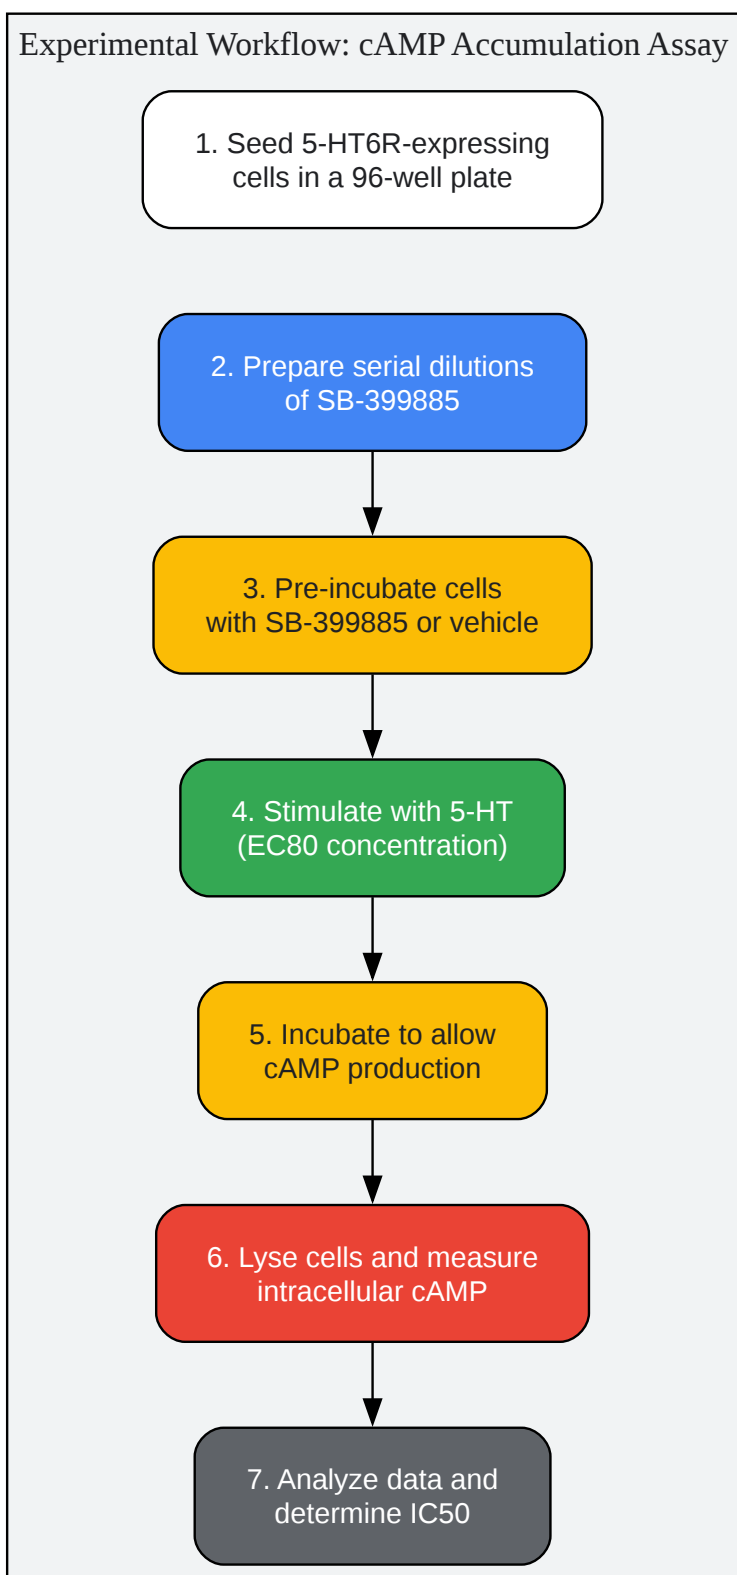 Experimental Workflow: cAMP Accumulation Assay
1. Seed 5-HT6R-expressing
cells in a 96-well plate
2. Prepare serial dilutions
of SB-399885
3. Pre-incubate cells
with SB-399885 or vehicle
4. Stimulate with 5-HT
(EC80 concentration)
5. Incubate to allow
cAMP production
6. Lyse cells and measure
intracellular cAMP
7. Analyze data and
determine IC50